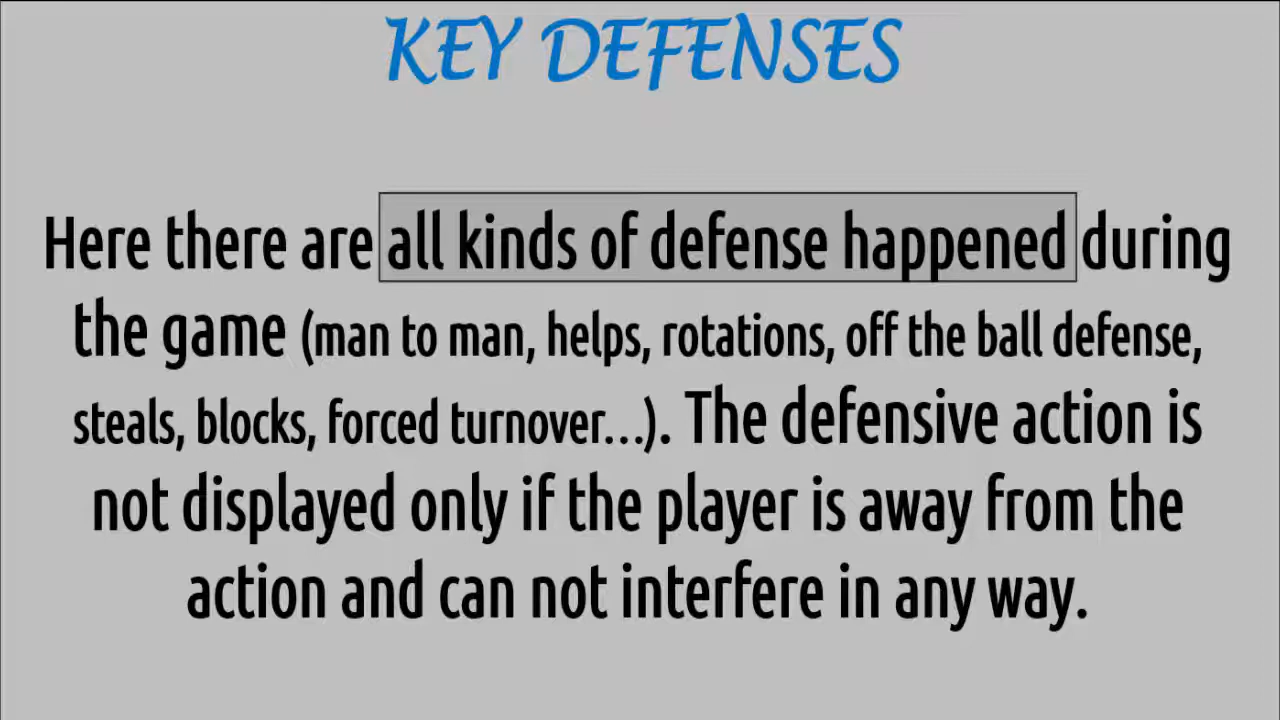 KEY DEFENSES
Here there are all kinds of defense happened during
the game (man to man, helps, rotations, off the ball defense,
steals, blocks, forced turnover...). The defensive action is
not displayed only if the player is away from the
action and can not interfere in any way.